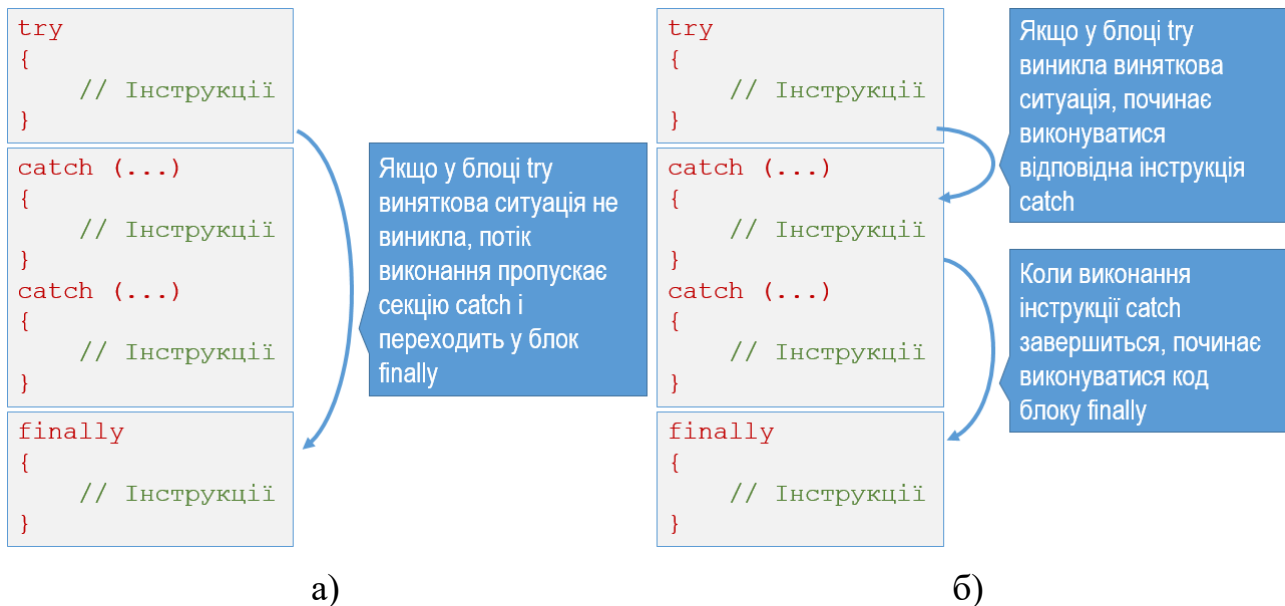 try
{
// Інструкції
}
catch (...)
{
// Інструкції
}
catch (...)
{
// Інструкції
}
finally
{
// Інструкції
}
Якщо у блоці try
виняткова ситуація не
виникла, потік
виконання пропускає
секцію catch і
переходить у блок
finally
а)
try
{
// Інструкції
}
catch (...)
{
// Інструкції
}
catch (...)
{
// Інструкції
}
finally
{
// Інструкції
}
Якщо у блоці try
виникла виняткова
ситуація, починає
виконуватися
відповідна інструкція
catch
Коли виконання
інструкції catch
завершиться, починає
виконуватися код
блоку finally
б)